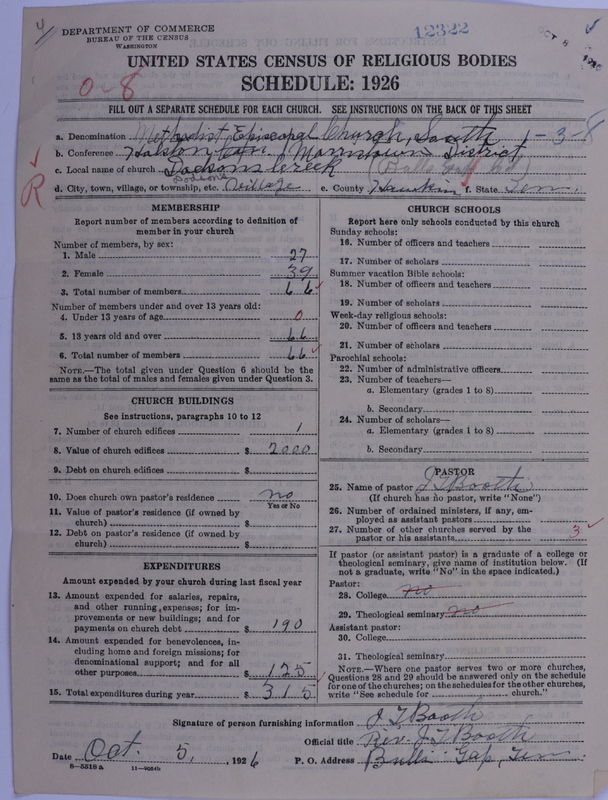 DEPARTMENT OF COMMERCE
BUREAU OF THE CENSUS
WASHINGTON
12322
OCT 8 1926
UNITED STATES CENSUS OF RELIGIOUS BODIES
SCHEDULE: 1926
0-8
FILL OUT A SEPARATE SCHEDULE FOR EACH CHURCH. SEE INSTRUCTIONS ON THE BACK OF THIS SHEET
a. Denomination Methodist Episcopal Church, South 1-3-8
b. Conference Holston Conf. Morristown District
c. Local name of church Dodsons Creek
Dodsons
R
d. City, town, village, or township, etc. Village e. County Hawkins f. State Ten.
MEMBERSHIP
Report number of members according to definition of member in your church
Number of members, by sex:
1. Male 27
2. Female 39
3. Total number of members 66
Number of members under and over 13 years old:
4. Under 13 years of age 0
5. 13 years old and over 66
6. Total number of members 66
NOTE.—The total given under Question 6 should be the same as the total of males and females given under Question 3.
CHURCH BUILDINGS
See instructions, paragraphs 10 to 12
7. Number of church edifices 1
8. Value of church edifices $ 2000
9. Debt on church edifices $
10. Does church own pastor's residence no
Yes or No
11. Value of pastor's residence (if owned by
church) $
12. Debt on pastor's residence (if owned by
church) $
EXPENDITURES
Amount expended by your church during last fiscal year
13. Amount expended for salaries, repairs,
and other running expenses; for im-
provements or new buildings; and for
payments on church debt $ 190
14. Amount expended for benevolences, in-
cluding home and foreign missions; for
denominational support; and for all
other purposes $ 125
15. Total expenditures during year $ 315
CHURCH SCHOOLS
Report here only schools conducted by this church
Sunday schools:
16. Number of officers and teachers
17. Number of scholars
Summer vacation Bible schools:
18. Number of officers and teachers
19. Number of scholars
Week-day religious schools:
20. Number of officers and teachers
21. Number of scholars
Parochial schools:
22. Number of administrative officers
23. Number of teachers—
a. Elementary (grades 1 to 8)
b. Secondary
24. Number of scholars—
a. Elementary (grades 1 to 8)
b. Secondary
PASTOR
25. Name of pastor J T Booth
(If church has no pastor, write "None")
26. Number of ordained ministers, if any, em-
ployed as assistant pastors
27. Number of other churches served by the
pastor or his assistants 3
If pastor (or assistant pastor) is a graduate of a college or
theological seminary, give name of institution below. (If
not a graduate, write "No" in the space indicated.)
Pastor:
28. College no
29. Theological seminary no
Assistant pastor:
30. College
31. Theological seminary
NOTE.—Where one pastor serves two or more churches,
Questions 28 and 29 should be answered only on the schedule
for one of the churches; on the schedules for the other churches,
write "See schedule for church."
Signature of person furnishing information J T Booth
Official title Rev. J T Booth
Date Oct. 5, 1926 P. O. Address Bulls Gap, Ten
8—5518a 11—9064b